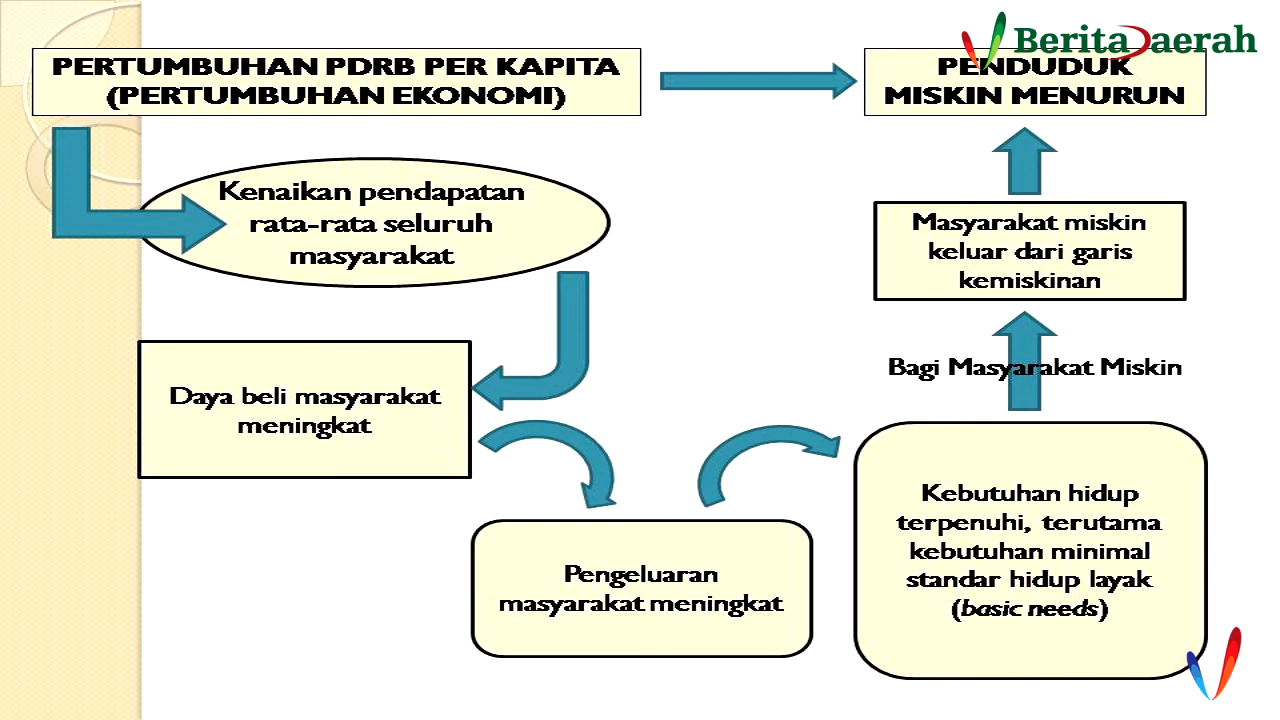 BeritaDaerah
PERTUMBUHAN PDRB PER KAPITA
(PERTUMBUHAN EKONOMI)
PENDUDUK
MISKIN MENURUN
Kenaikan pendapatan
rata-rata seluruh
masyarakat
Masyarakat miskin
keluar dari garis
kemiskinan
Bagi Masyarakat Miskin
Daya beli masyarakat
meningkat
Kebutuhan hidup
terpenuhi, terutama
kebutuhan minimal
standar hidup layak
(basic needs)
Pengeluaran
masyarakat meningkat